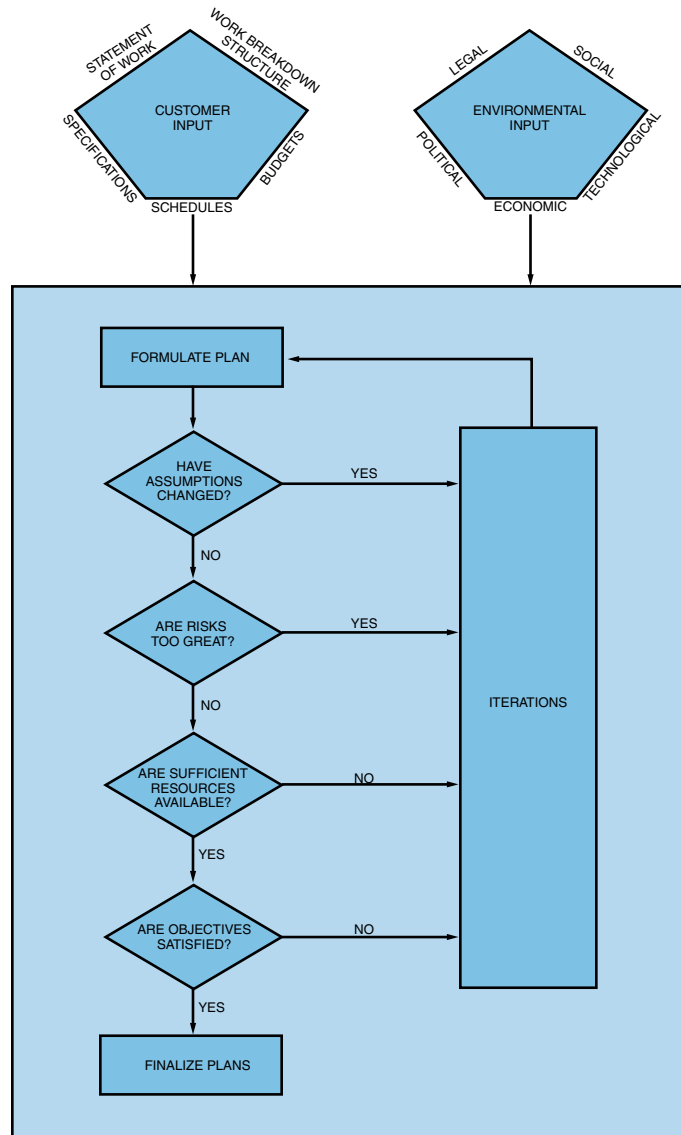 STATEMENT
OF WORK
WORK BREAKDOWN
STRUCTURE
CUSTOMER
INPUT
SPECIFICATIONS
BUDGETS
SCHEDULES
LEGAL
SOCIAL
ENVIRONMENTAL
INPUT
POLITICAL
TECHNOLOGICAL
ECONOMIC
FORMULATE PLAN
HAVE
ASSUMPTIONS
CHANGED?
YES
NO
ARE RISKS
TOO GREAT?
YES
NO
ITERATIONS
ARE SUFFICIENT
RESOURCES
AVAILABLE?
NO
YES
ARE OBJECTIVES
SATISFIED?
NO
YES
FINALIZE PLANS